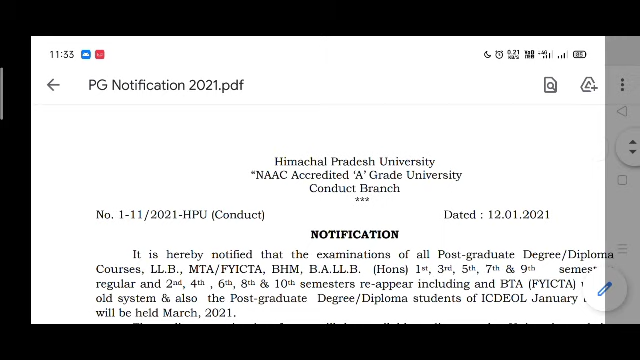 11:33
0.21
KB/S
PG Notification 2021.pdf
Himachal Pradesh University
“NAAC Accredited ‘A’ Grade University
Conduct Branch
***
No. 1-11/2021-HPU (Conduct) Dated : 12.01.2021
NOTIFICATION
It is hereby notified that the examinations of all Post-graduate Degree/Diploma
Courses, LL.B., MTA/FYICTA, BHM, B.A.LL.B. (Hons) 1st, 3rd, 5th, 7th & 9th
regular and 2nd, 4th , 6th, 8th & 10th semesters re-appear including and BTA (FYICTA)
old system & also the Post-graduate Degree/Diploma students of ICDEOL January
will be held March, 2021.